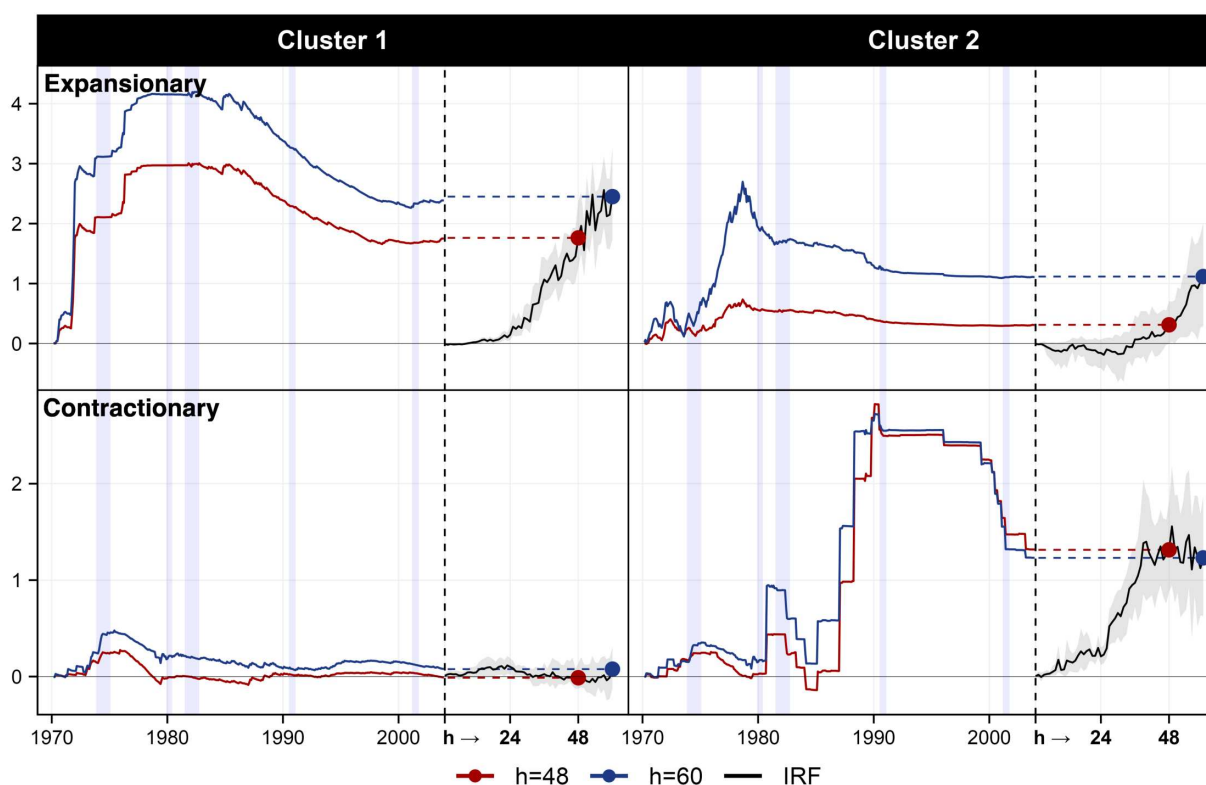 Cluster 1 Cluster 2
Expansionary
4
3
2
1
0
Contractionary
2
1
0
1970 1980 1990 2000 h → 24 48 1970 1980 1990 2000 h → 24 48
h=48 h=60 IRF